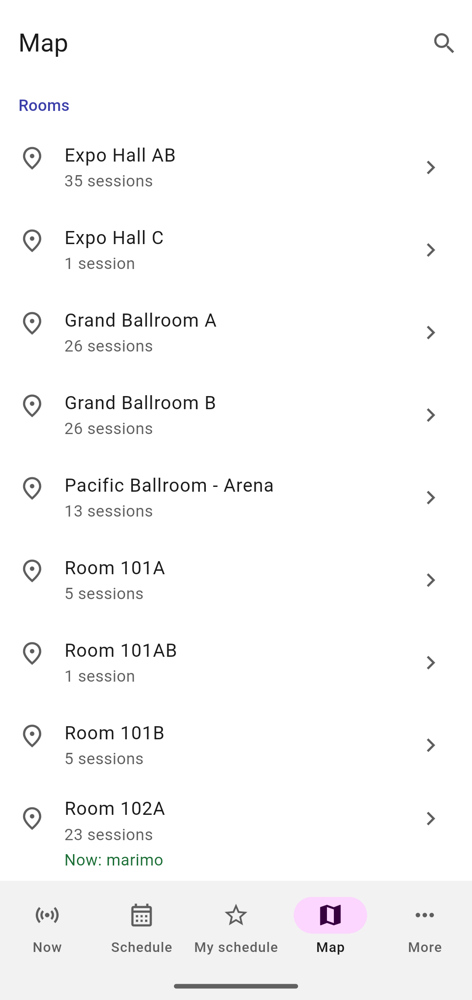 Map
Rooms
Expo Hall AB
35 sessions
Expo Hall C
1 session
Grand Ballroom A
26 sessions
Grand Ballroom B
26 sessions
Pacific Ballroom - Arena
13 sessions
Room 101A
5 sessions
Room 101AB
1 session
Room 101B
5 sessions
Room 102A
23 sessions
Now: marimo
Now
Schedule
My schedule
Map
More